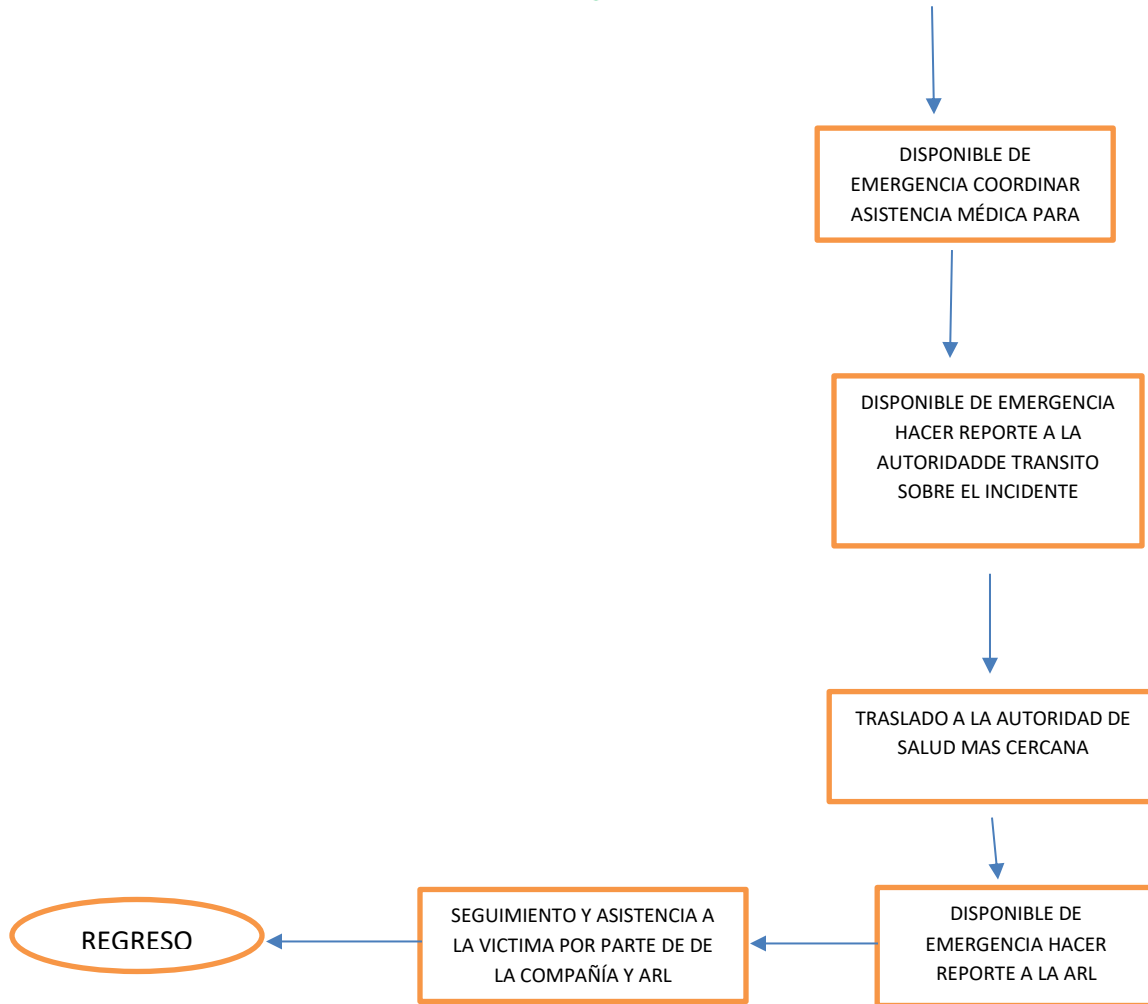 DISPONIBLE DE
EMERGENCIA COORDINAR
ASISTENCIA MÉDICA PARA
DISPONIBLE DE EMERGENCIA
HACER REPORTE A LA
AUTORIDADDE TRANSITO
SOBRE EL INCIDENTE
TRASLADO A LA AUTORIDAD DE
SALUD MAS CERCANA
DISPONIBLE DE
EMERGENCIA HACER
REPORTE A LA ARL
SEGUIMIENTO Y ASISTENCIA A
LA VICTIMA POR PARTE DE DE
LA COMPAÑÍA Y ARL
REGRESO